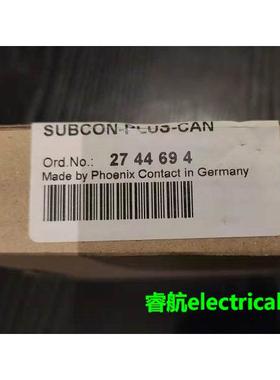 SUBCON-PLUS-CAN
Ord.No.: 27 44 69 4
Made by Phoenix Contact in Germany
睿航electrical